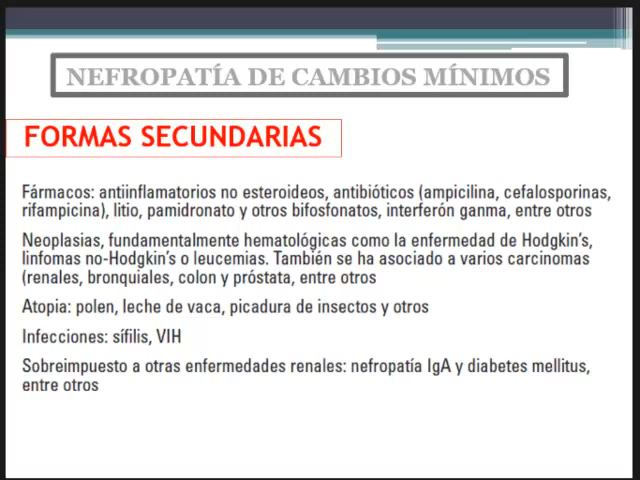 NEFROPATÍA DE CAMBIOS MÍNIMOS
FORMAS SECUNDARIAS
Fármacos: antiinflamatorios no esteroideos, antibióticos (ampicilina, cefalosporinas,
rifampicina), litio, pamidronato y otros bifosfonatos, interferón ganma, entre otros
Neoplasias, fundamentalmente hematológicas como la enfermedad de Hodgkin's,
linfomas no-Hodgkin's o leucemias. También se ha asociado a varios carcinomas
(renales, bronquiales, colon y próstata, entre otros
Atopia: polen, leche de vaca, picadura de insectos y otros
Infecciones: sífilis, VIH
Sobreimpuesto a otras enfermedades renales: nefropatía IgA y diabetes mellitus,
entre otros